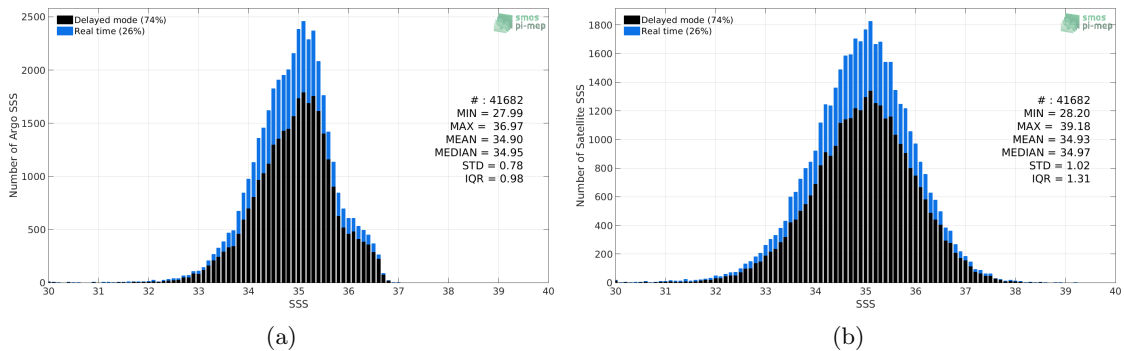 Delayed mode (74%)
Real time (26%)
smos
pi-mep
Number of Argo SSS
2500
2000
1500
1000
500
0
# : 41682
MIN = 27.99
MAX = 36.97
MEAN = 34.90
MEDIAN = 34.95
STD = 0.78
IQR = 0.98
30 31 32 33 34 35 36 37 38 39 40
SSS
(a)
Delayed mode (74%)
Real time (26%)
smos
pi-mep
Number of Satellite SSS
1800
1600
1400
1200
1000
800
600
400
200
0
# : 41682
MIN = 28.20
MAX = 39.18
MEAN = 34.93
MEDIAN = 34.97
STD = 1.02
IQR = 1.31
30 31 32 33 34 35 36 37 38 39 40
SSS
(b)